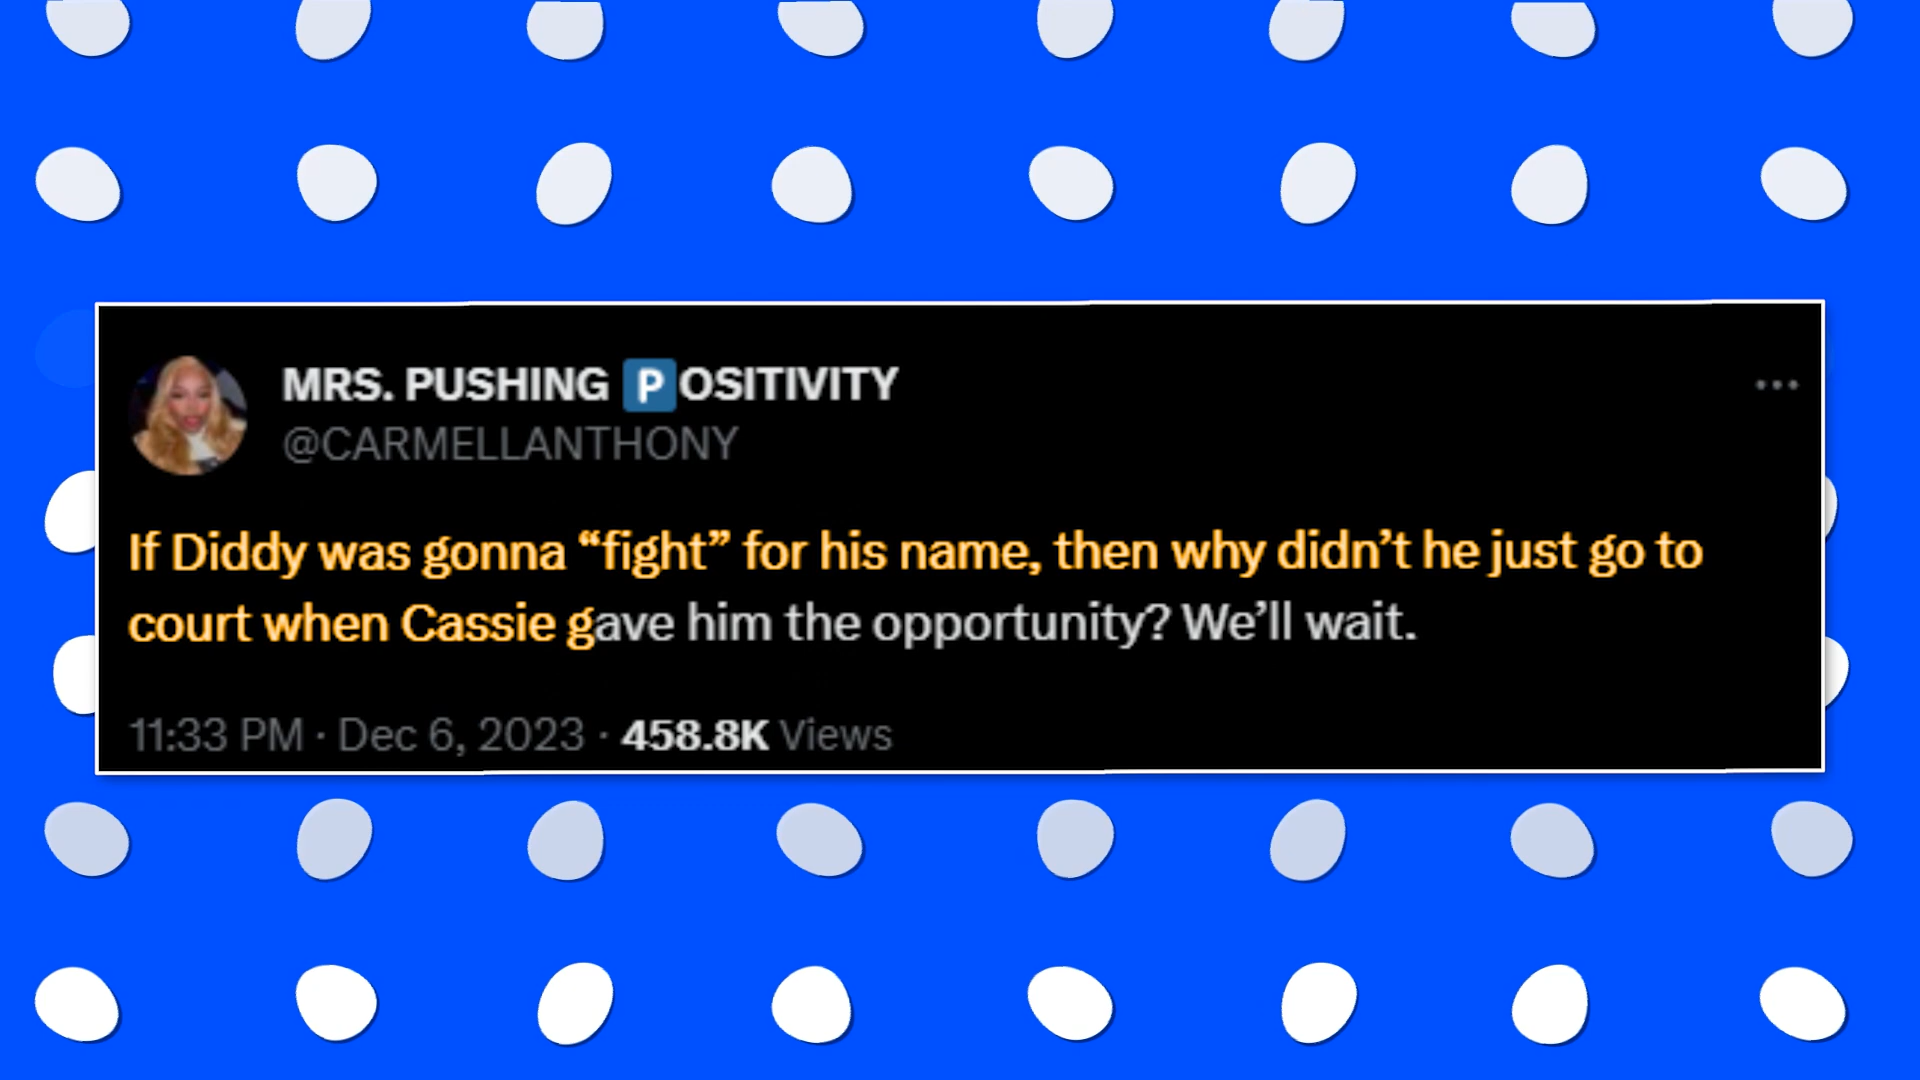 MRS. PUSHING 🅿️OSITIVITY
@CARMELLANTHONY
If Diddy was gonna “fight” for his name, then why didn’t he just go to
court when Cassie gave him the opportunity? We’ll wait.
11:33 PM · Dec 6, 2023 · 458.8K Views